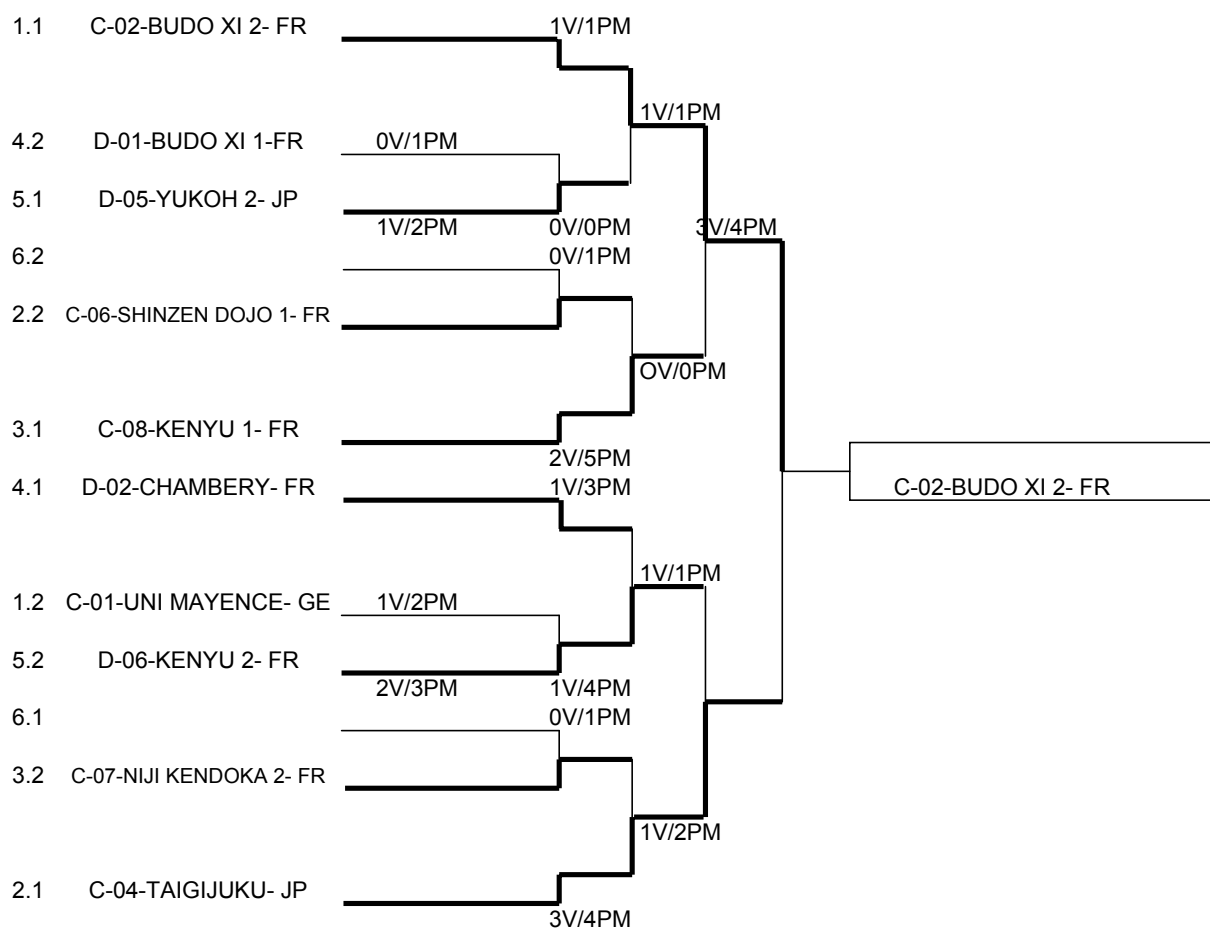 1.1 C-02-BUDO XI 2- FR 1V/1PM
1V/1PM
4.2 D-01-BUDO XI 1-FR 0V/1PM
5.1 D-05-YUKOH 2- JP
1V/2PM 0V/0PM 3V/4PM
6.2 0V/1PM
2.2 C-06-SHINZEN DOJO 1- FR
OV/0PM
3.1 C-08-KENYU 1- FR
2V/5PM
4.1 D-02-CHAMBERY- FR 1V/3PM C-02-BUDO XI 2- FR
1V/1PM
1.2 C-01-UNI MAYENCE- GE 1V/2PM
5.2 D-06-KENYU 2- FR
2V/3PM 1V/4PM
6.1 0V/1PM
3.2 C-07-NIJI KENDOKA 2- FR
1V/2PM
2.1 C-04-TAIGIJUKU- JP
3V/4PM